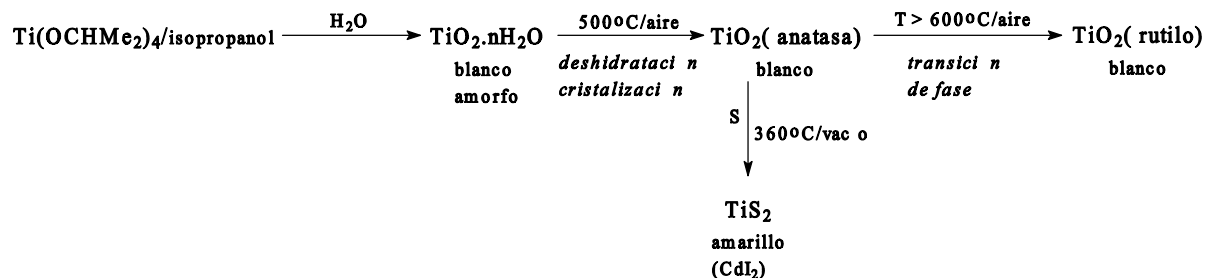 Ti(OCHMe2)4/isopropanol
H2O
TiO2.nH2O
blanco
amorfo
500ºC/aire
deshidrataci n
cristalizaci n
TiO2( anatasa)
blanco
T > 600ºC/aire
transici n
de fase
TiO2( rutilo)
blanco
S
360ºC/vac o
TiS2
amarillo
(CdI2)